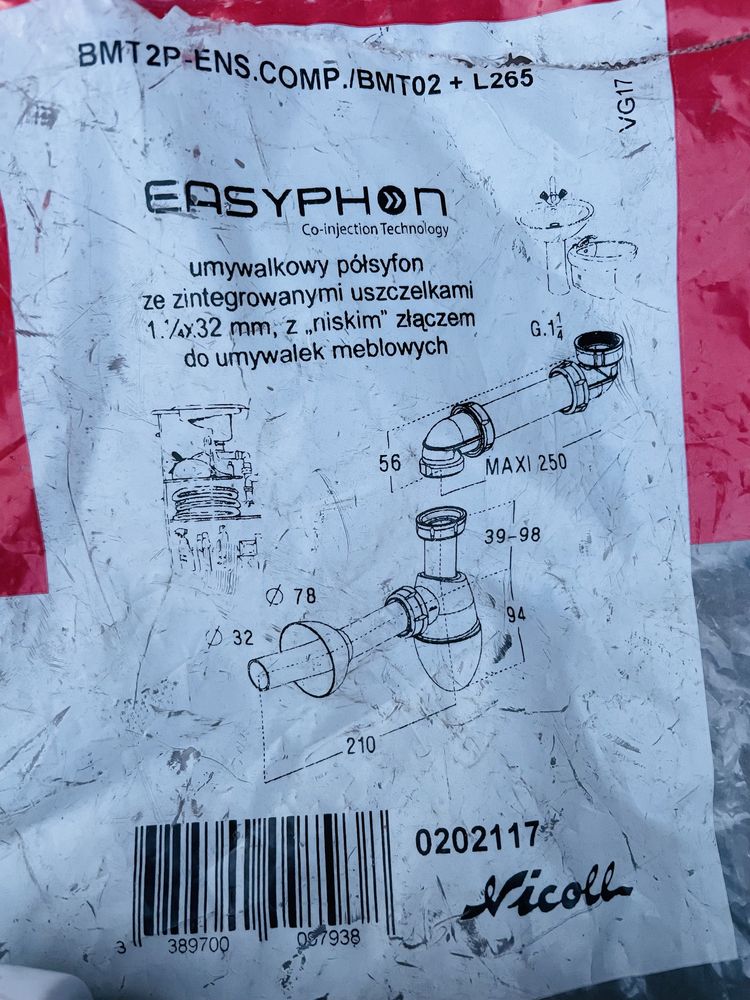 BMT2P-ENS.COMP./BMT02 + L265
VG17
EASYPHON
Co-injection Technology
umywalkowy półsyfon
ze zintegrowanymi uszczelkami
1.¼x32 mm, z „niskim” złączem
do umywalek meblowych
G.1¼
56
MAXI 250
39-98
Ø 78
94
Ø 32
210
0202117
Nicoll
3 389700 097938